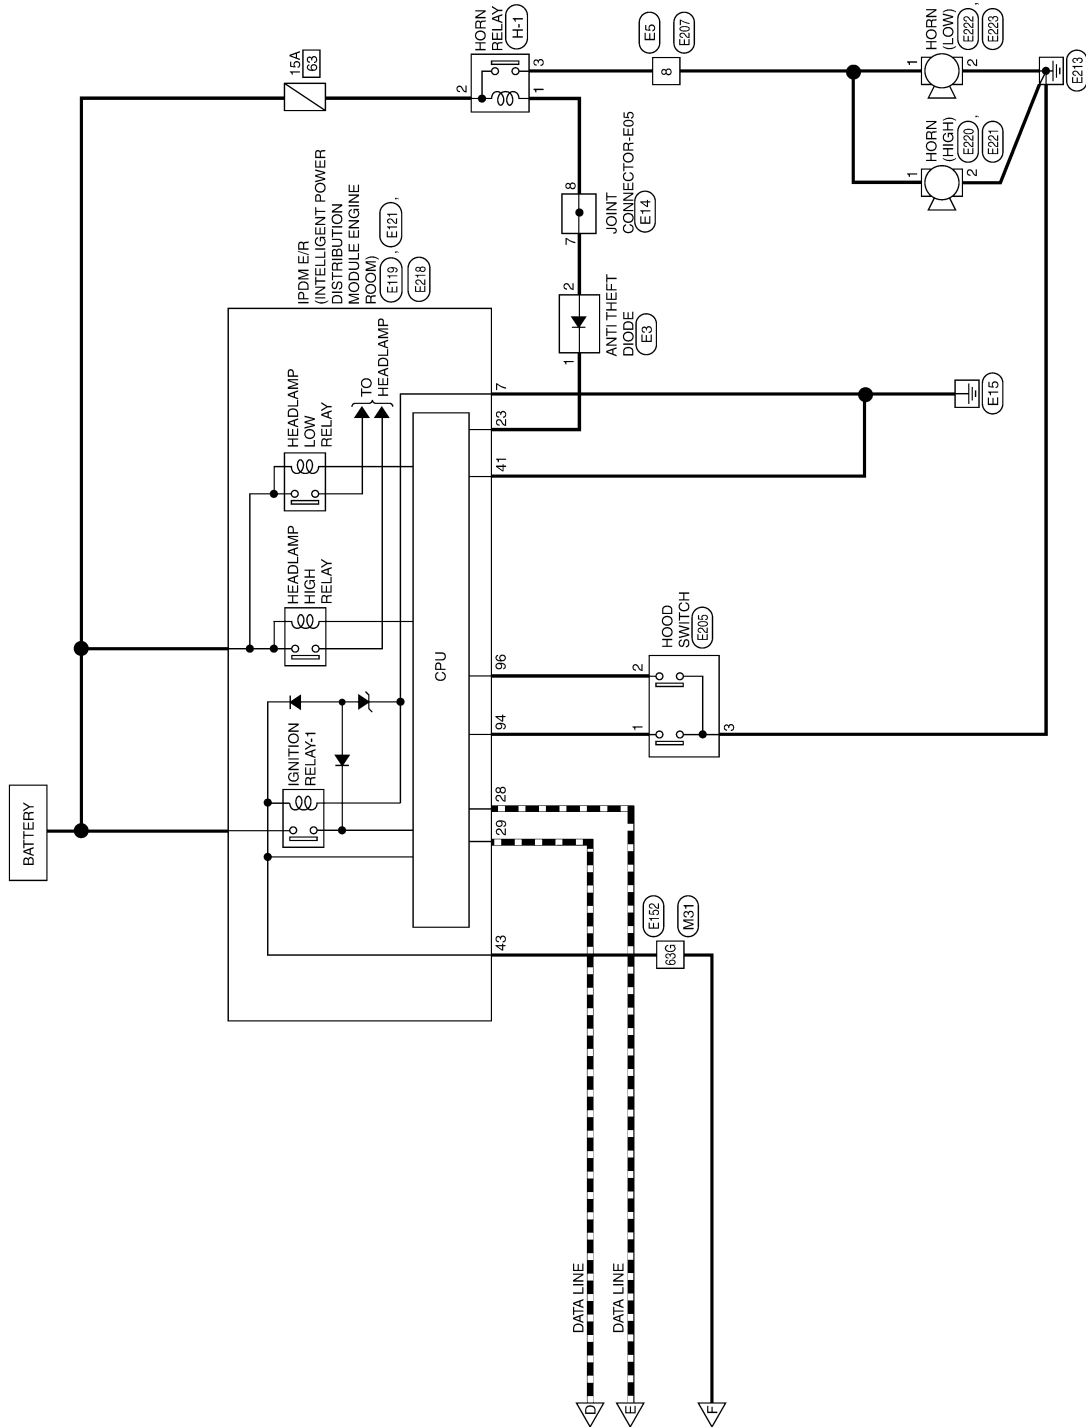 BATTERY
15A
63
HORN
RELAY
H-1
2
3
1
E5
E207
8
HORN
(LOW)
E222 ,
E223
1
2
HORN
(HIGH)
E220 ,
E221
1
2
E213
IPDM E/R
(INTELLIGENT POWER
DISTRIBUTION
MODULE ENGINE
ROOM)
E119 , E121 ,
E218
JOINT
CONNECTOR-E05
E14
8
7
ANTI THEFT
DIODE
E3
2
1
HEADLAMP
LOW
RELAY
TO
HEADLAMP
HEADLAMP
HIGH
RELAY
IGNITION
RELAY-1
CPU
7
23
41
96
94
28
29
43
E15
HOOD
SWITCH
E205
2
1
3
E152
M31
63G
DATA LINE
DATA LINE
D
E
F